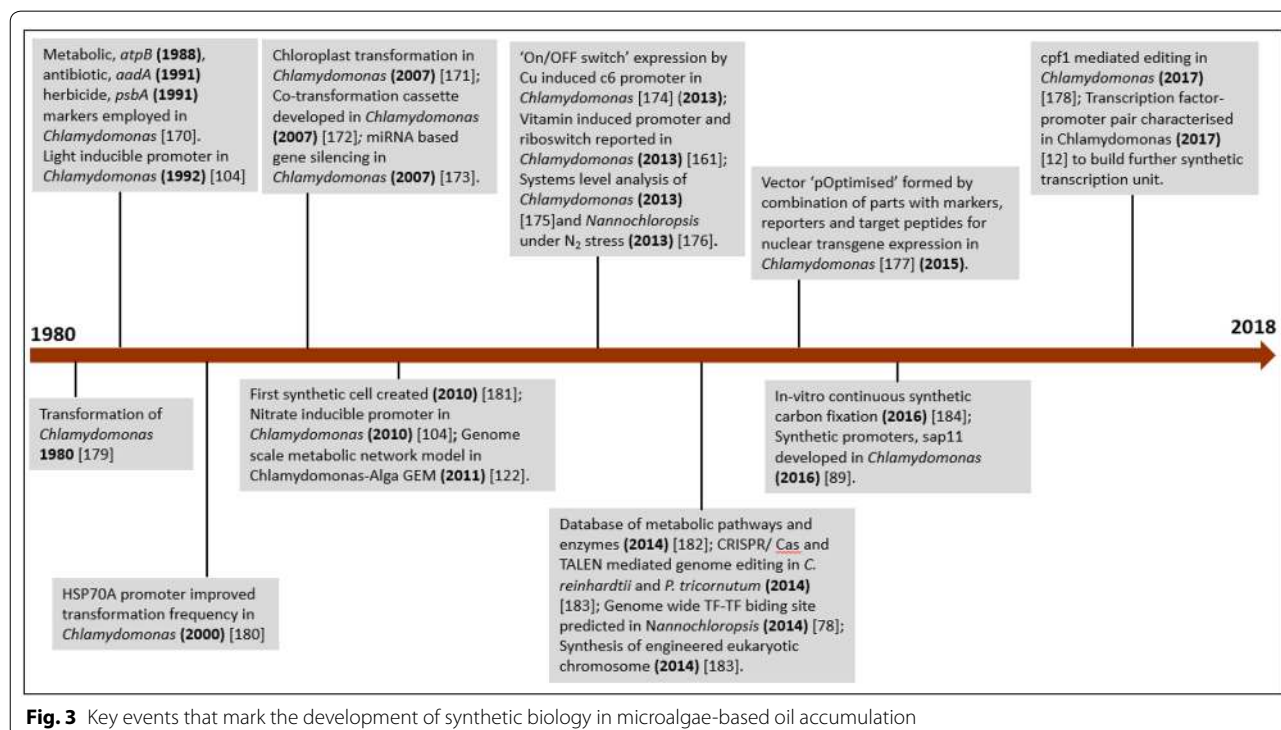 Metabolic, atpB (1988),
antibiotic, aadA (1991)
herbicide, psbA (1991)
markers employed in
Chlamydomonas [170].
Light inducible promoter in
Chlamydomonas (1992) [104]
Chloroplast transformation in
Chlamydomonas (2007) [171];
Co-transformation cassette
developed in Chlamydomonas
(2007) [172]; miRNA based
gene silencing in
Chlamydomonas (2007) [173].
‘On/OFF switch’ expression by
Cu induced c6 promoter in
Chlamydomonas [174] (2013);
Vitamin induced promoter and
riboswitch reported in
Chlamydomonas (2013) [161];
Systems level analysis of
Chlamydomonas (2013)
[175]and Nannochloropsis
under N2 stress (2013) [176].
Vector ‘pOptimised’ formed by
combination of parts with markers,
reporters and target peptides for
nuclear transgene expression in
Chlamydomonas [177] (2015).
cpf1 mediated editing in
Chlamydomonas (2017)
[178]; Transcription factor-
promoter pair characterised
in Chlamydomonas (2017)
[12] to build further synthetic
transcription unit.
1980
2018
Transformation of
Chlamydomonas
1980 [179]
HSP70A promoter improved
transformation frequency in
Chlamydomonas (2000) [180]
First synthetic cell created (2010) [181];
Nitrate inducible promoter in
Chlamydomonas (2010) [104]; Genome
scale metabolic network model in
Chlamydomonas-Alga GEM (2011) [122].
Database of metabolic pathways and
enzymes (2014) [182]; CRISPR/ Cas and
TALEN mediated genome editing in C.
reinhardtii and P. tricornutum (2014)
[183]; Genome wide TF-TF biding site
predicted in Nannochloropsis (2014) [78];
Synthesis of engineered eukaryotic
chromosome (2014) [183].
In-vitro continuous synthetic
carbon fixation (2016) [184];
Synthetic promoters, sap11
developed in Chlamydomonas
(2016) [89].
Fig. 3 Key events that mark the development of synthetic biology in microalgae-based oil accumulation